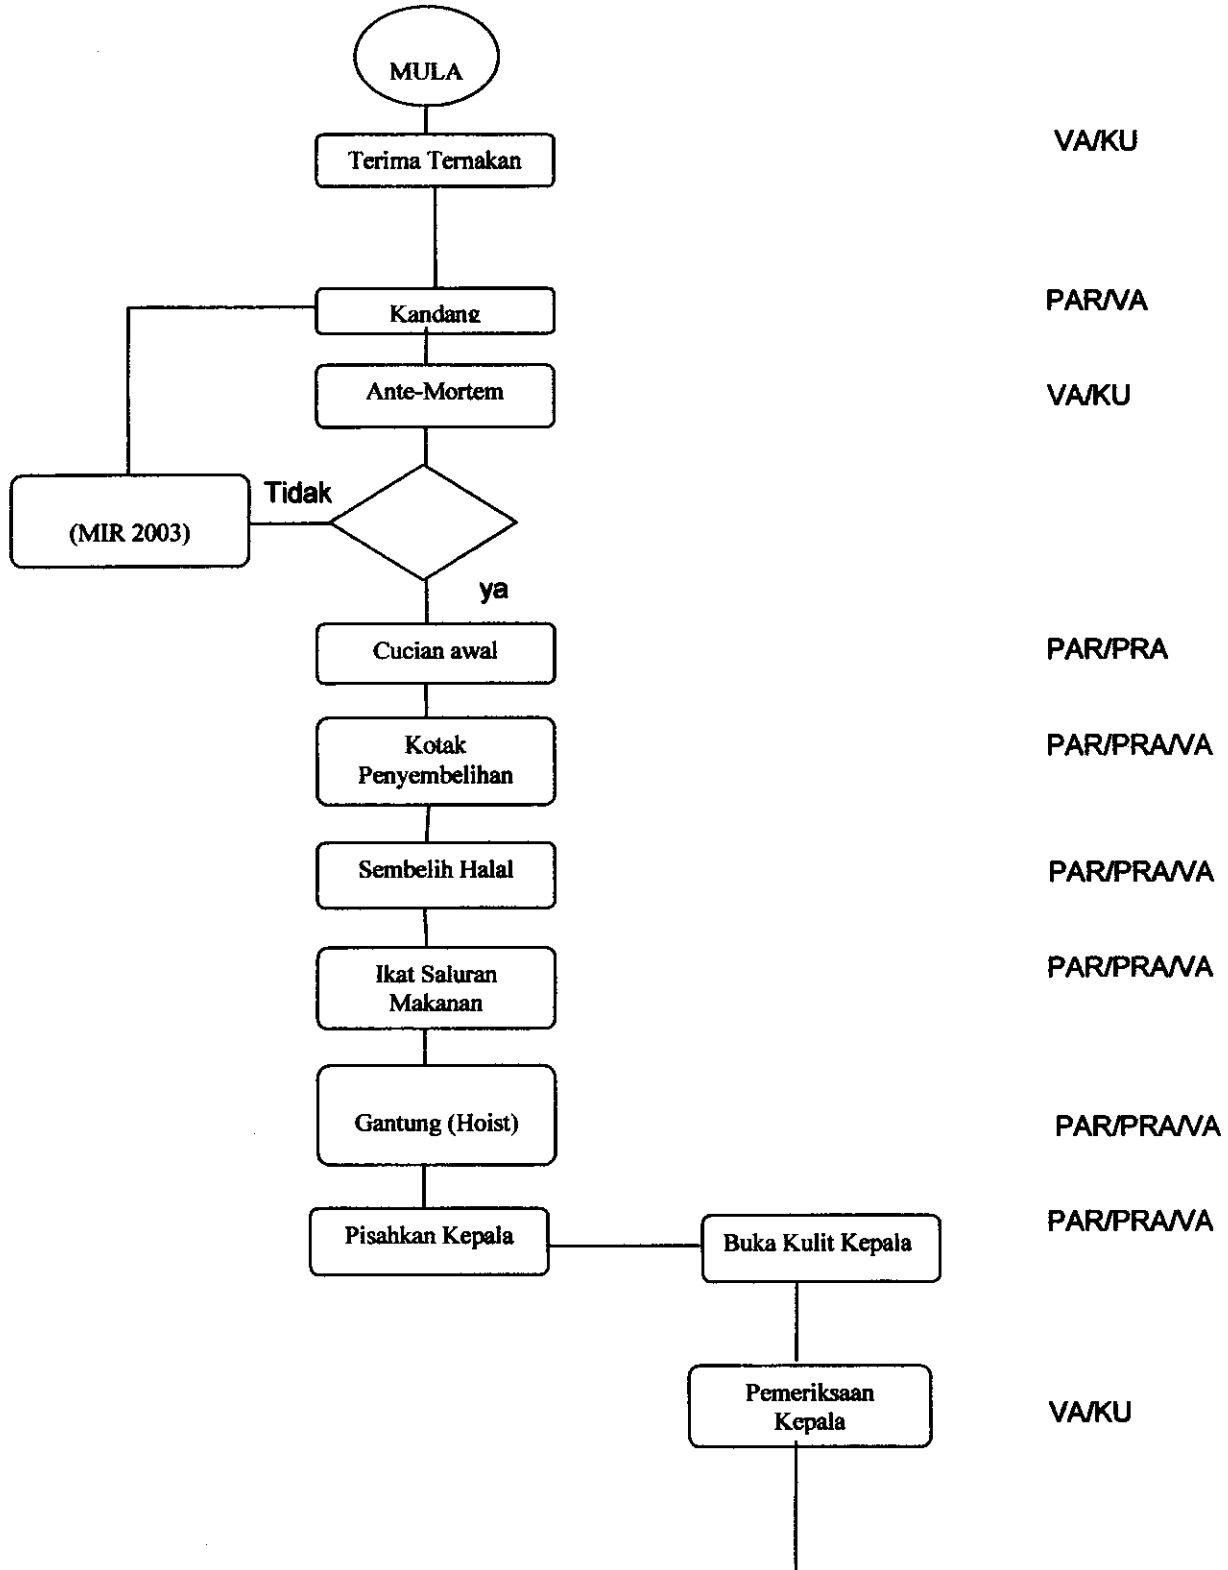 MULA
Terima Ternakan
VA/KU
Kandang
PAR/VA
Ante-Mortem
VA/KU
Tidak
(MIR 2003)
ya
Cucian awal
PAR/PRA
Kotak
Penyembelihan
PAR/PRA/VA
Sembelih Halal
PAR/PRA/VA
Ikat Saluran
Makanan
PAR/PRA/VA
Gantung (Hoist)
PAR/PRA/VA
Pisahkan Kepala
Buka Kulit Kepala
PAR/PRA/VA
Pemeriksaan
Kepala
VA/KU